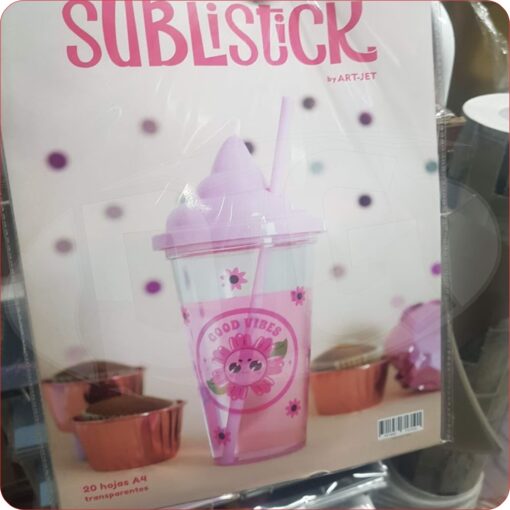 SUBLISTICK
by ART-JET
GOOD VIBES
20 hojas A4
transparentes